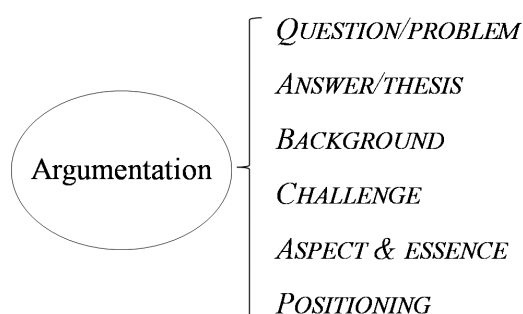 QUESTION/PROBLEM
ANSWER/THESIS
BACKGROUND
Argumentation
CHALLENGE
ASPECT & ESSENCE
POSITIONING